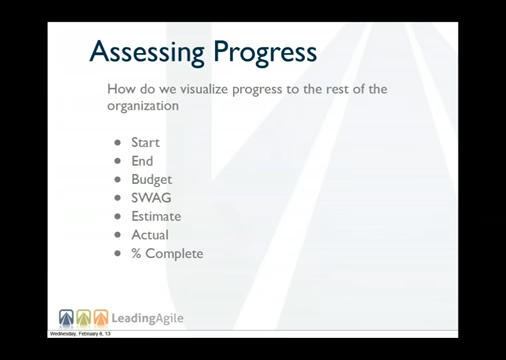 Assessing Progress
How do we visualize progress to the rest of the
organization
• Start
• End
• Budget
• SWAG
• Estimate
• Actual
• % Complete
LeadingAgile
Wednesday, February 6, 13